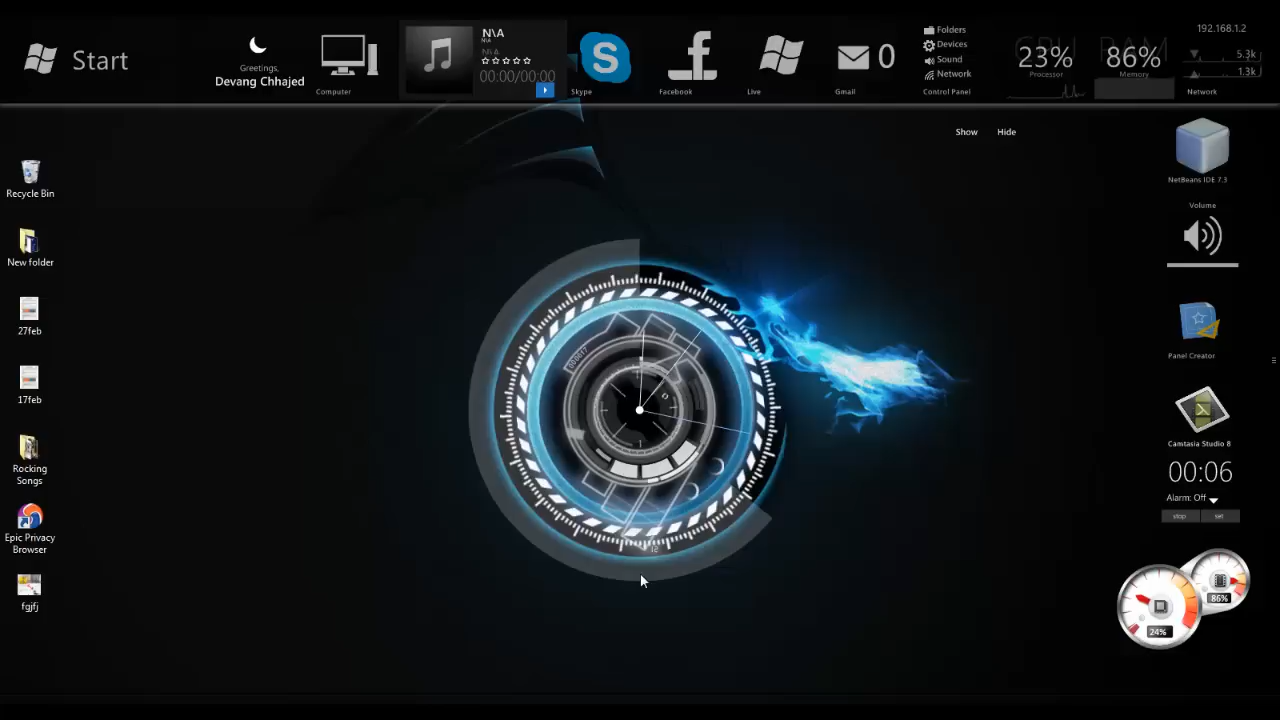 Start
Greetings,
Devang Chhajed
Computer
N\A
N\A
N\A
00:00/00:00
Skype
Facebook
Live
0
Gmail
Folders
Devices
Sound
Network
Control Panel
CPU
23%
Processor
RAM
86%
Memory
192.168.1.2
5.3k
1.3k
Network
Show
Hide
Recycle Bin
New folder
27feb
17feb
Rocking
Songs
Epic Privacy
Browser
fgjfj
NetBeans IDE 7.3
Volume
Panel Creator
Camtasia Studio 8
00:06
Alarm: Off
stop
set
86%
24%